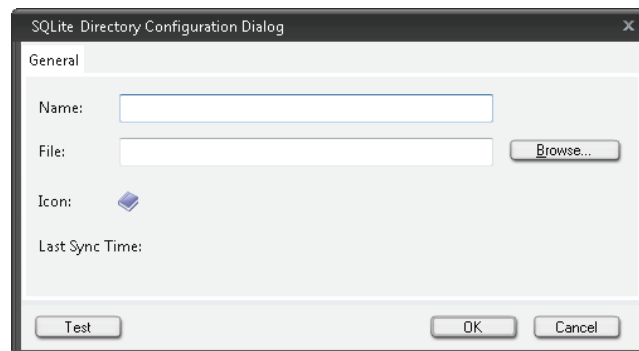 SQLite Directory Configuration Dialog x
General
Name:
File: Browse...
Icon:
Last Sync Time:
Test OK Cancel